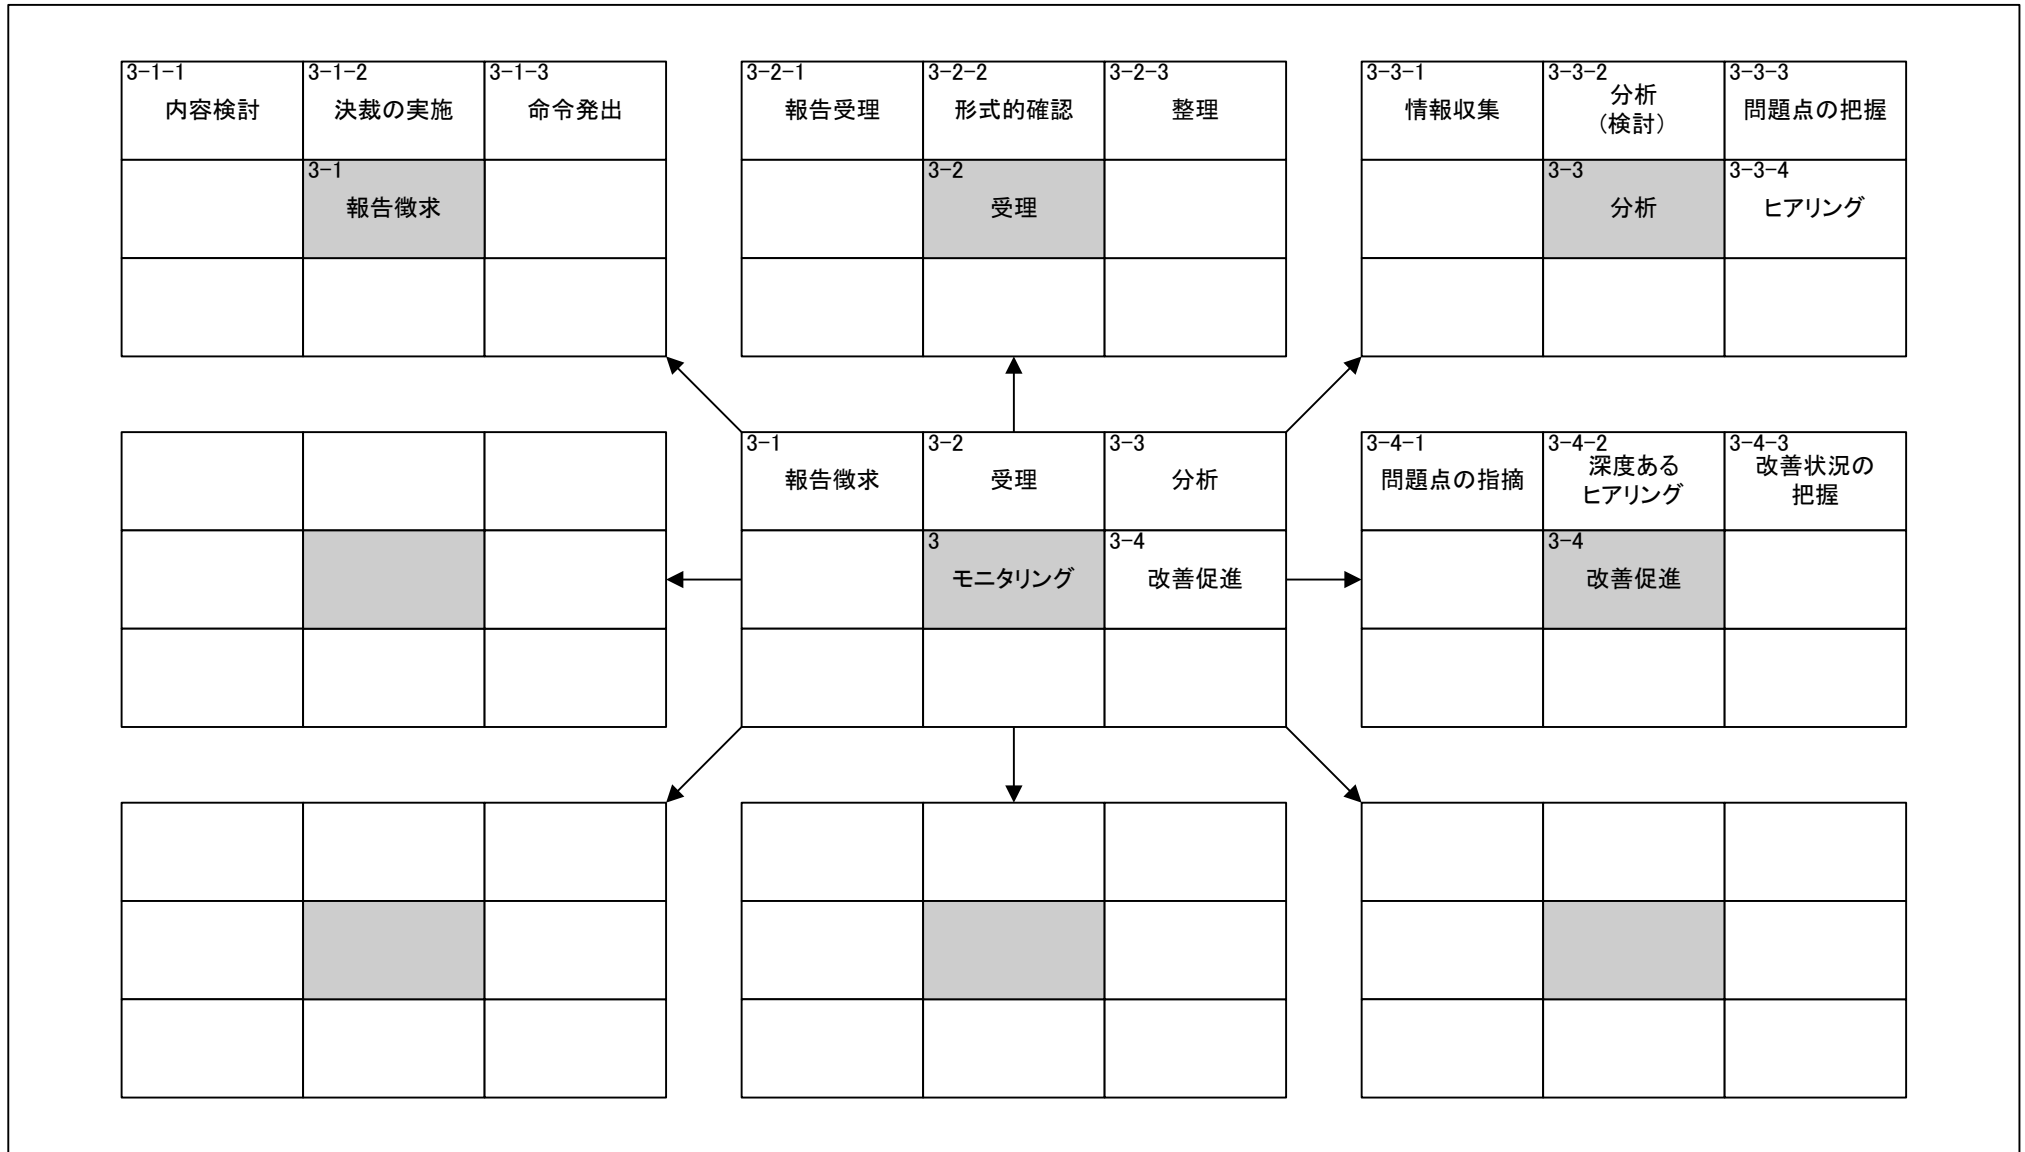 3-1-1
内容検討
3-1-2
決裁の実施
3-1-3
命令発出
3-1
報告徴求
3-2-1
報告受理
3-2-2
形式的確認
3-2-3
整理
3-2
受理
3-3-1
情報収集
3-3-2
分析
（検討）
3-3-3
問題点の把握
3-3
分析
3-3-4
ヒアリング
3-1
報告徴求
3-2
受理
3-3
分析
3
モニタリング
3-4
改善促進
3-4-1
問題点の指摘
3-4-2
深度ある
ヒアリング
3-4-3
改善状況の
把握
3-4
改善促進